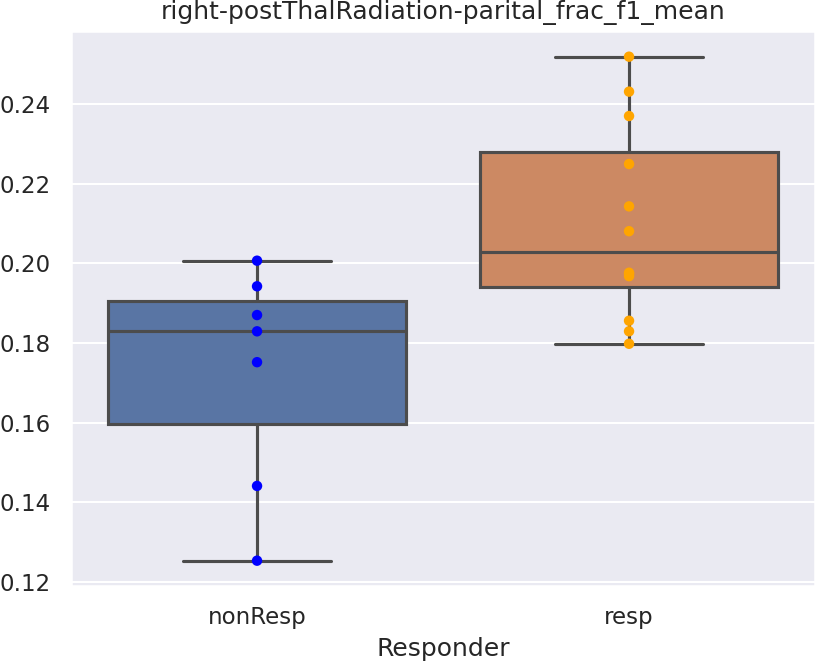 right-postThalRadiation-parital_frac_f1_mean
0.24
0.22
0.20
0.18
0.16
0.14
0.12
nonResp
resp
Responder